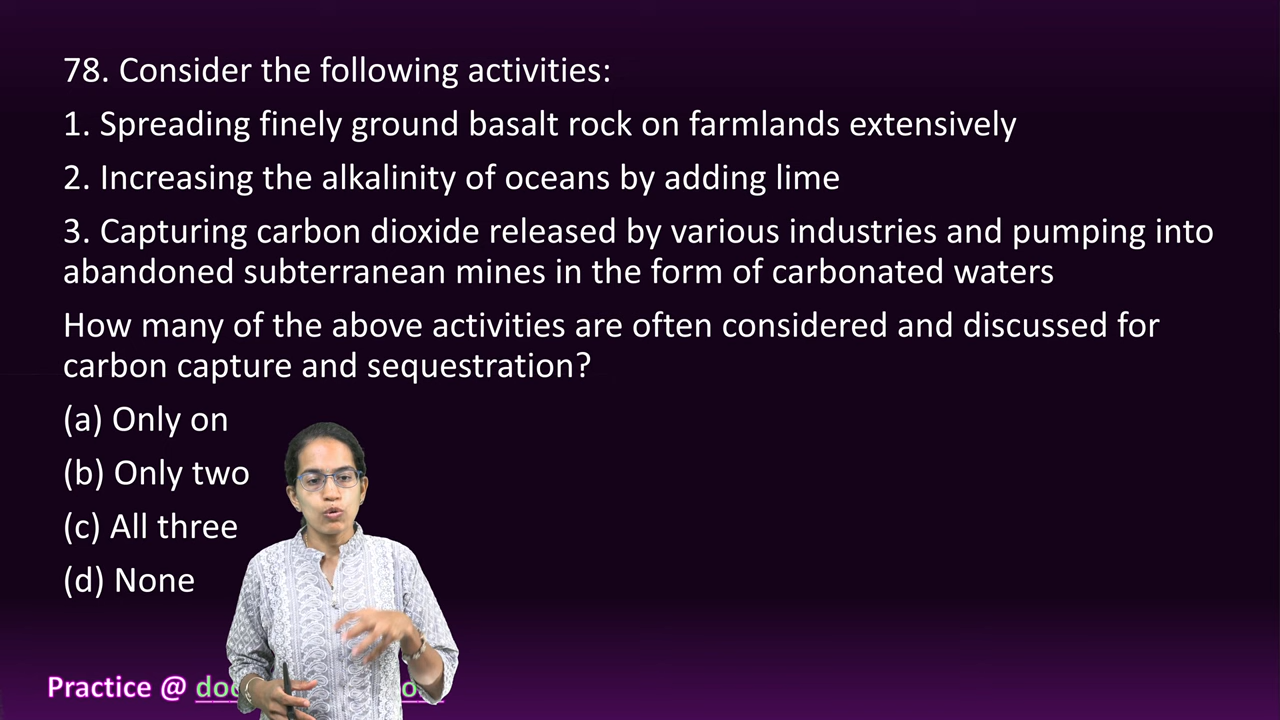 78. Consider the following activities:
1. Spreading finely ground basalt rock on farmlands extensively
2. Increasing the alkalinity of oceans by adding lime
3. Capturing carbon dioxide released by various industries and pumping into
abandoned subterranean mines in the form of carbonated waters
How many of the above activities are often considered and discussed for
carbon capture and sequestration?
(a) Only on
(b) Only two
(c) All three
(d) None
Practice @